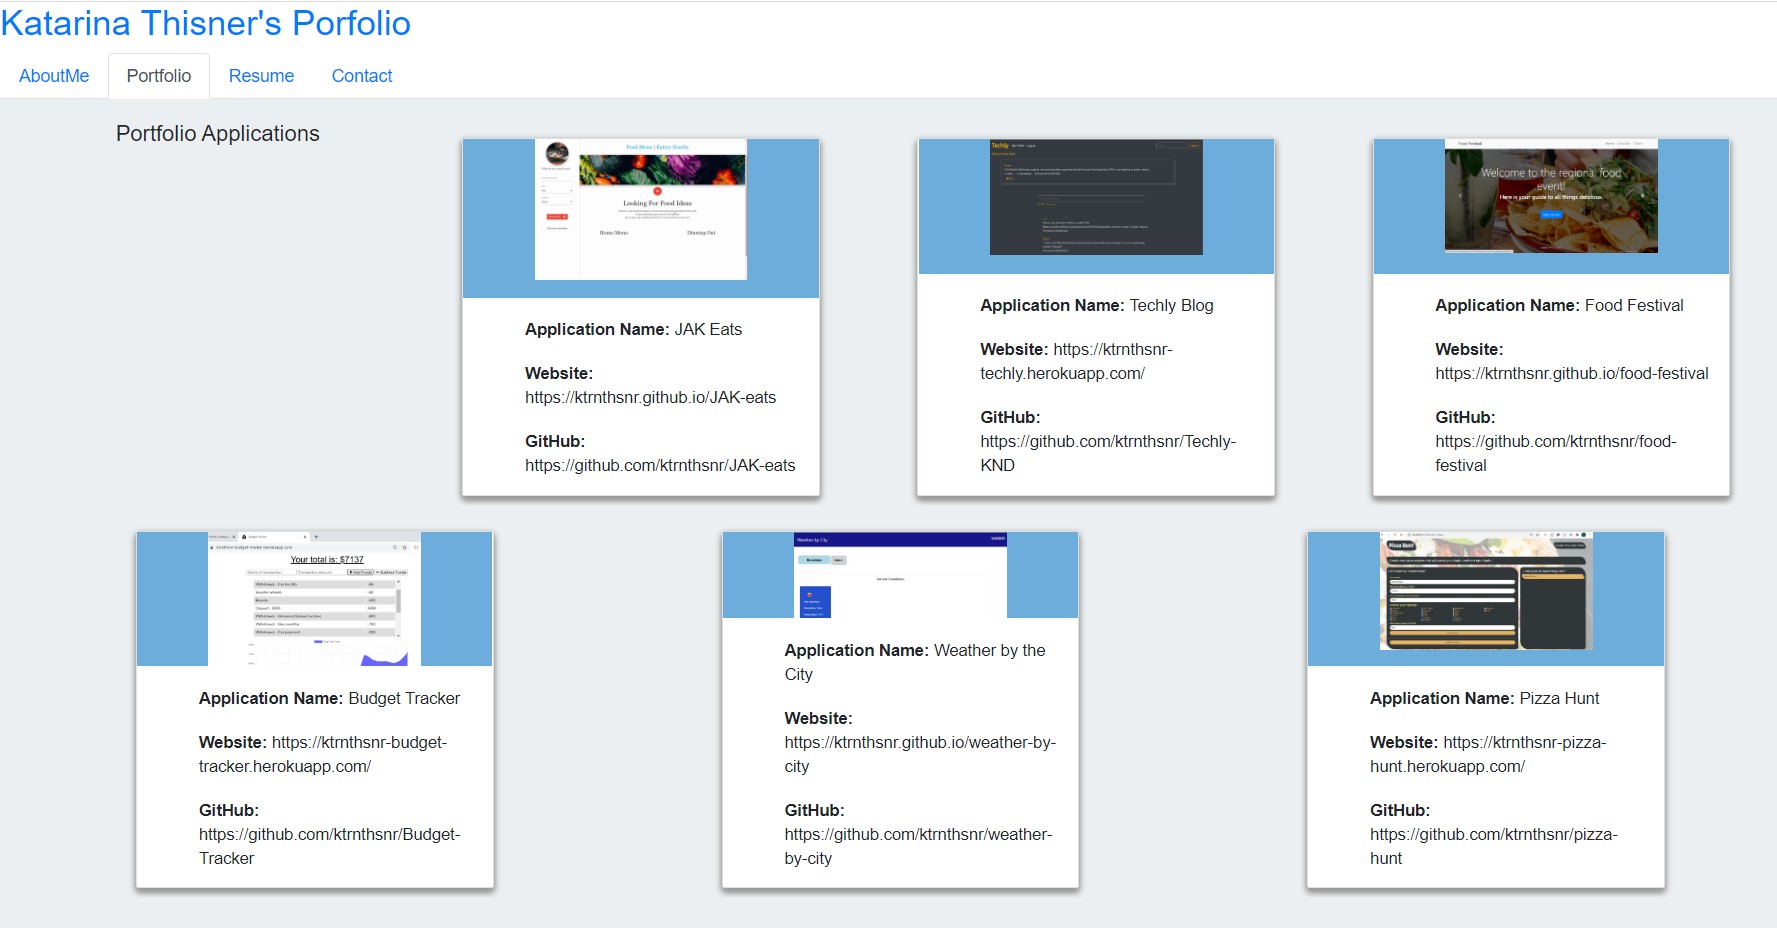 Katarina Thisner's Porfolio
AboutMe
Portfolio
Resume
Contact
Portfolio Applications
Food Menu | Eatery Nearby
Looking For Food Ideas
Home Menu
Dinning Out
Application Name: JAK Eats
Website:
https://ktrnthsnr.github.io/JAK-eats
GitHub:
https://github.com/ktrnthsnr/JAK-eats
Techly
Application Name: Techly Blog
Website: https://ktrnthsnr-
techly.herokuapp.com/
GitHub:
https://github.com/ktrnthsnr/Techly-
KND
Food Festival
Welcome to the regional food
event!
Here is your guide to all things delicious.
Application Name: Food Festival
Website:
https://ktrnthsnr.github.io/food-festival
GitHub:
https://github.com/ktrnthsnr/food-
festival
Your total is: $7137
Application Name: Budget Tracker
Website: https://ktrnthsnr-budget-
tracker.herokuapp.com/
GitHub:
https://github.com/ktrnthsnr/Budget-
Tracker
Weather by City
Application Name: Weather by the
City
Website:
https://ktrnthsnr.github.io/weather-by-
city
GitHub:
https://github.com/ktrnthsnr/weather-
by-city
Pizza Hunt
Application Name: Pizza Hunt
Website: https://ktrnthsnr-pizza-
hunt.herokuapp.com/
GitHub:
https://github.com/ktrnthsnr/pizza-
hunt